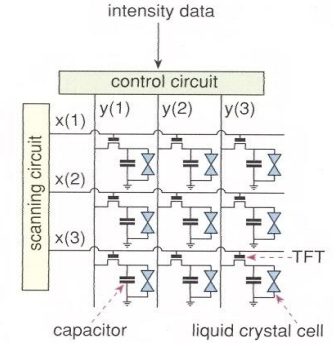 intensity data
control circuit
y(1) y(2) y(3)
scanning circuit
x(1)
x(2)
x(3)
TFT
capacitor
liquid crystal cell